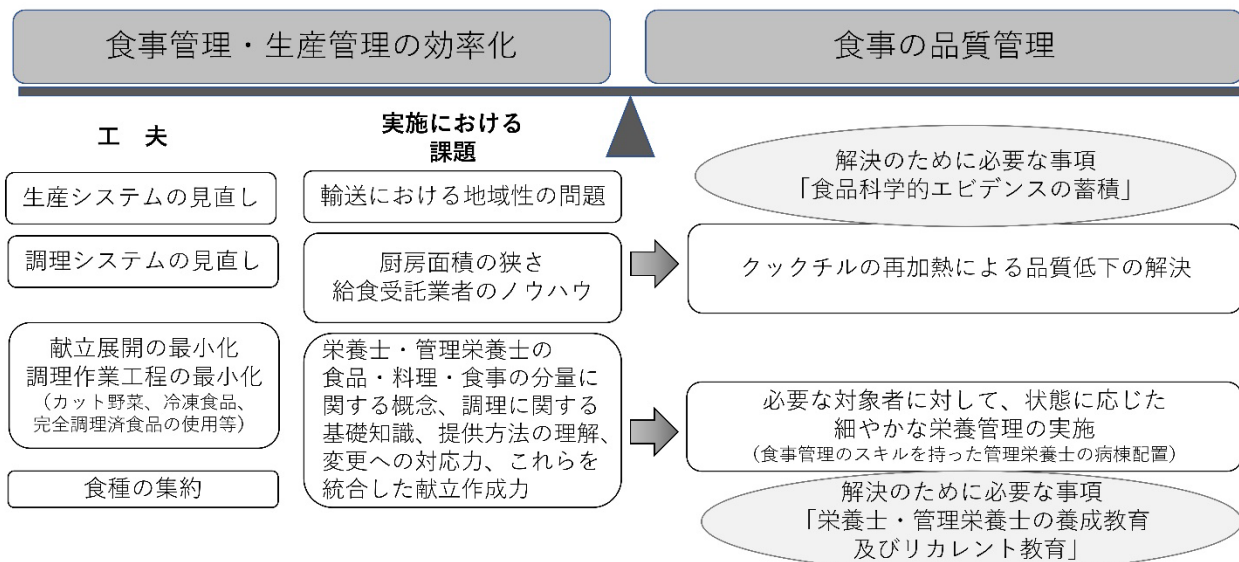 食事管理・生産管理の効率化
食事の品質管理
工　夫
生産システムの見直し
調理システムの見直し
献立展開の最小化
調理作業工程の最小化
（カット野菜、冷凍食品、
完全調理済食品の使用等）
食種の集約
実施における
課題
輸送における地域性の問題
厨房面積の狭さ
給食受託業者のノウハウ
栄養士・管理栄養士の
食品・料理・食事の分量に
関する概念、調理に関する
基礎知識、提供方法の理解、
変更への対応力、これらを
統合した献立作成力
解決のために必要な事項
「食品科学的エビデンスの蓄積」
クックチルの再加熱による品質低下の解決
必要な対象者に対して、状態に応じた
細やかな栄養管理の実施
（食事管理のスキルを持った管理栄養士の病棟配置）
解決のために必要な事項
「栄養士・管理栄養士の養成教育
及びリカレント教育」